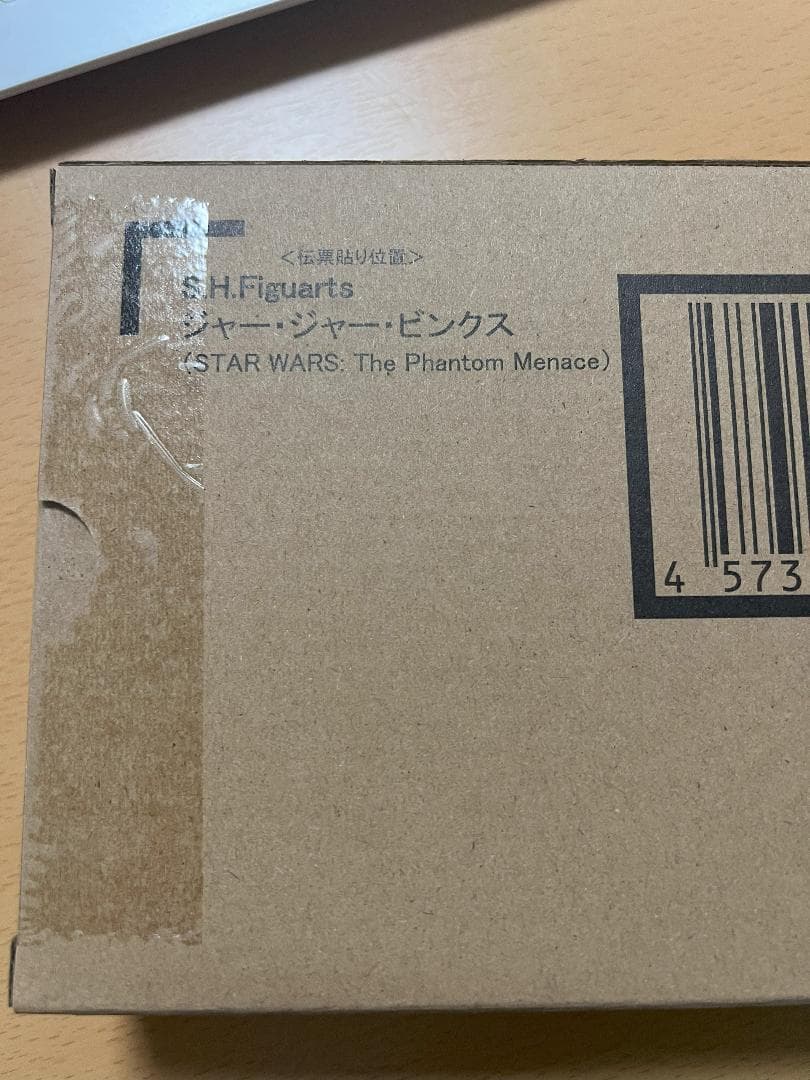 ＜伝票貼り位置＞
S.H.Figuarts
ジャー・ジャー・ビンクス
(STAR WARS: The Phantom Menace)
4 573